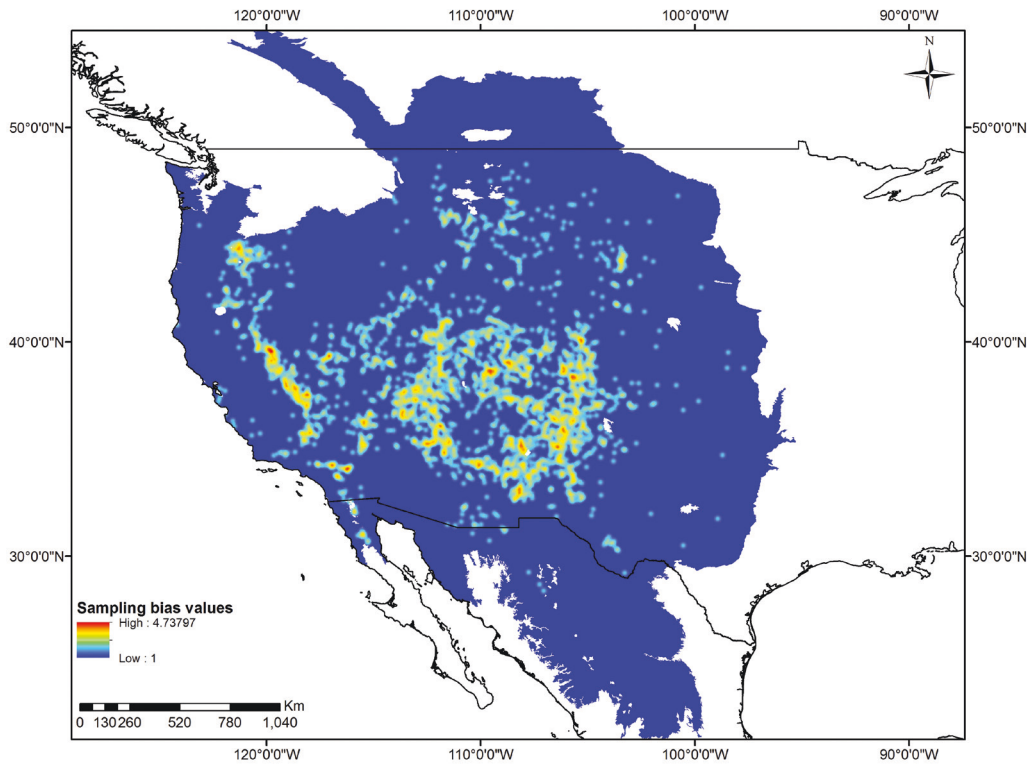 120°0'0"W 110°0'0"W 100°0'0"W 90°0'0"W
N
50°0'0"N 50°0'0"N
40°0'0"N 40°0'0"N
30°0'0"N 30°0'0"N
Sampling bias values
High : 4.73797
Low : 1
Km
0 130 260 520 780 1,040
120°0'0"W 110°0'0"W 100°0'0"W 90°0'0"W